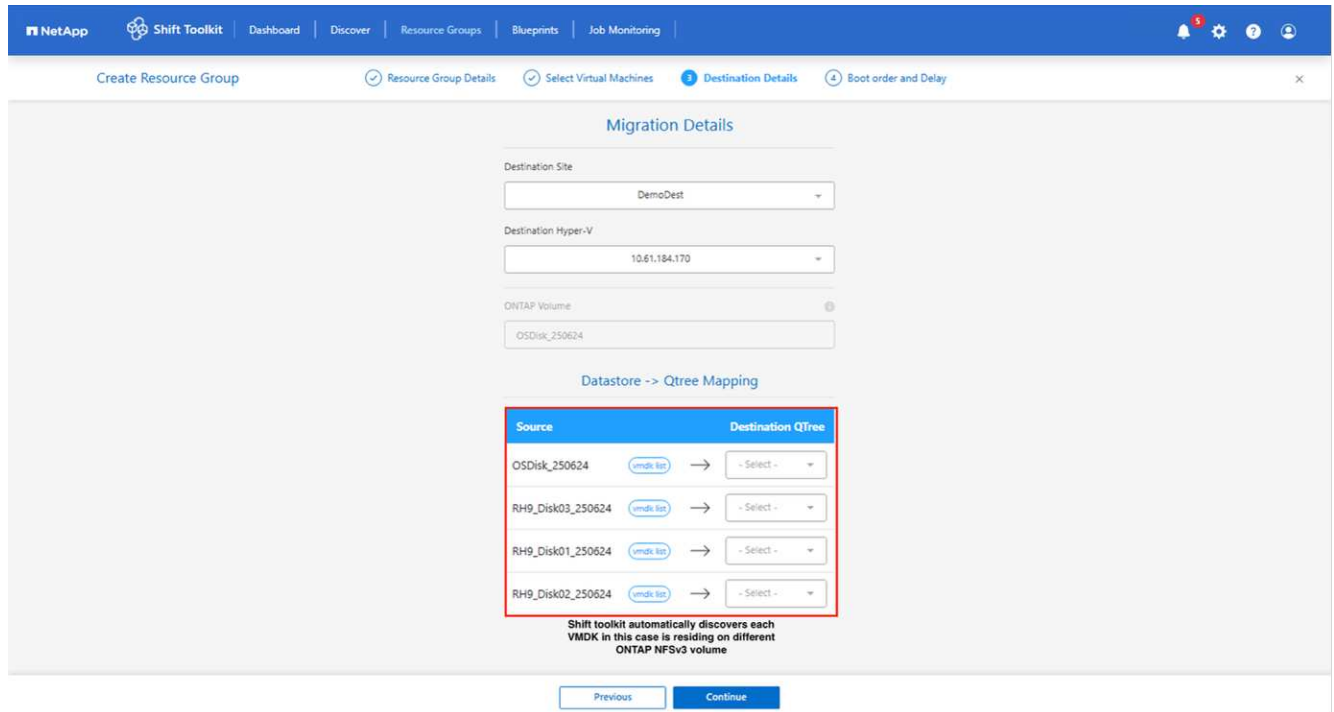 NetApp Shift Toolkit Dashboard Discover Resource Groups Blueprints Job Monitoring 5
Create Resource Group Resource Group Details Select Virtual Machines 3 Destination Details 4 Boot order and Delay
Migration Details
Destination Site
DemoDest
Destination Hyper-V
10.61.184.170
ONTAP Volume
OSDisk_250624
Datastore -> Qtree Mapping
Source Destination QTree
OSDisk_250624 vmdk list - Select -
RH9_Disk03_250624 vmdk list - Select -
RH9_Disk01_250624 vmdk list - Select -
RH9_Disk02_250624 vmdk list - Select -
Shift toolkit automatically discovers each
VMDK in this case is residing on different
ONTAP NFSv3 volume
Previous Continue